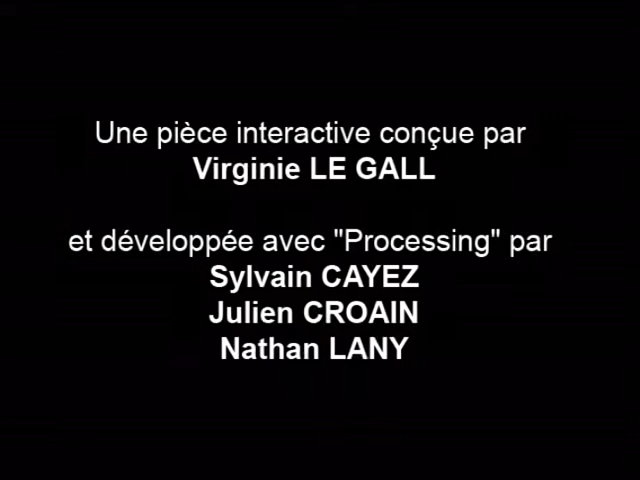 Une pièce interactive conçue par
Virginie LE GALL
et développée avec "Processing" par
Sylvain CAYEZ
Julien CROAIN
Nathan LANY